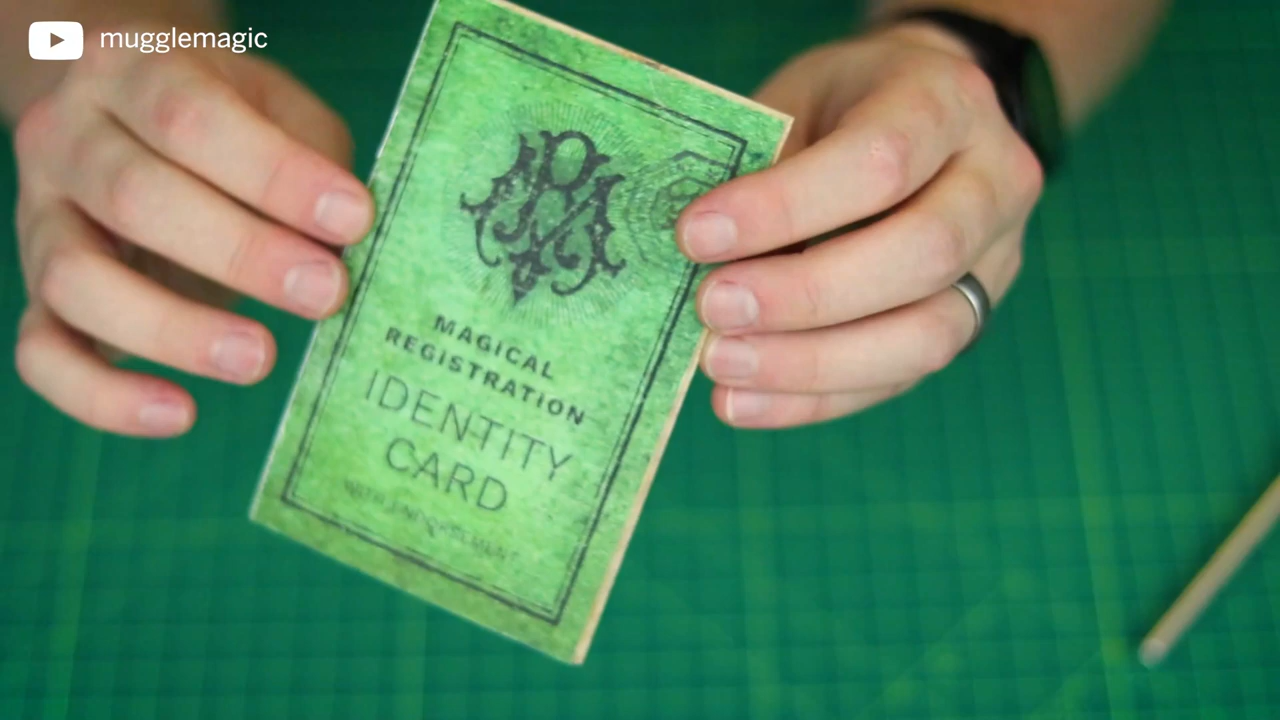 mugglemagic
MAGICAL
REGISTRATION
IDENTITY
CARD